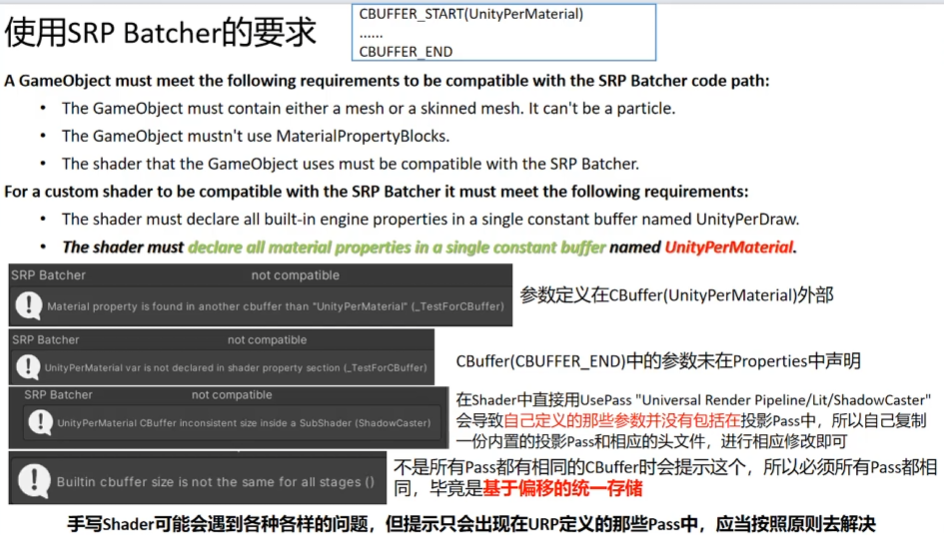 使用SRP Batcher的要求
CBUFFER_START(UnityPerMaterial)
......
CBUFFER_END
A GameObject must meet the following requirements to be compatible with the SRP Batcher code path:
• The GameObject must contain either a mesh or a skinned mesh. It can't be a particle.
• The GameObject mustn't use MaterialPropertyBlocks.
• The shader that the GameObject uses must be compatible with the SRP Batcher.
For a custom shader to be compatible with the SRP Batcher it must meet the following requirements:
• The shader must declare all built-in engine properties in a single constant buffer named UnityPerDraw.
• The shader must declare all material properties in a single constant buffer named UnityPerMaterial.
SRP Batcher not compatible
Material property is found in another cbuffer than "UnityPerMaterial" (_TestForCBuffer)
参数定义在CBuffer(UnityPerMaterial)外部
SRP Batcher not compatible
UnityPerMaterial var is not declared in shader property section (_TestForCBuffer)
CBuffer(CBUFFER_END)中的参数未在Properties中声明
SRP Batcher not compatible
UnityPerMaterial CBuffer inconsistent size inside a SubShader (ShadowCaster)
在Shader中直接用UsePass "Universal Render Pipeline/Lit/ShadowCaster"
会导致自己定义的那些参数并没有包括在投影Pass中，所以自己复制
一份内置的投影Pass和相应的头文件，进行相应修改即可
Builtin cbuffer size is not the same for all stages ()
不是所有Pass都有相同的CBuffer时会提示这个，所以必须所有Pass都相
同，毕竟是基于偏移的统一存储
手写Shader可能会遇到各种各样的问题，但提示只会出现在URP定义的那些Pass中，应当按照原则去解决